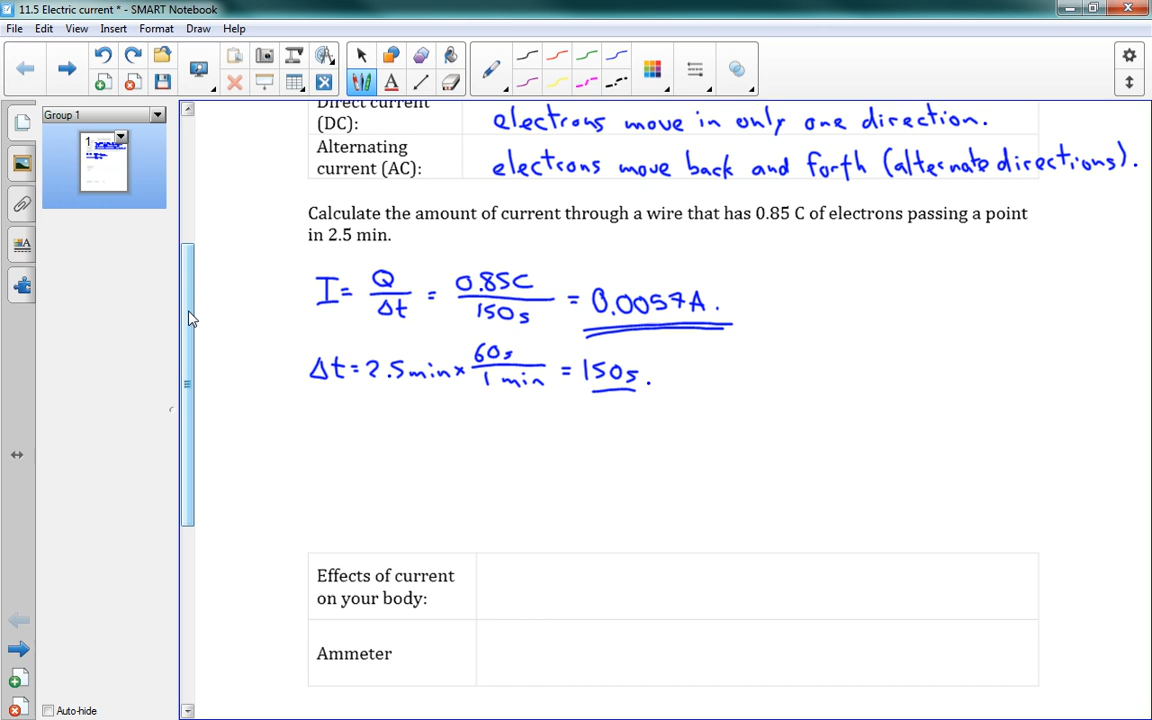 11.5 Electric current * - SMART Notebook
File Edit View Insert Format Draw Help
Group 1
1
Direct current
(DC):
electrons move in only one direction.
Alternating
current (AC):
electrons move back and forth (alternate directions).
Calculate the amount of current through a wire that has 0.85 C of electrons passing a point
in 2.5 min.
I = Q/Δt = 0.85C/150s = 0.0057A.
Δt = 2.5min × 60s/1 min = 150s.
Effects of current
on your body:
Ammeter
Auto-hide